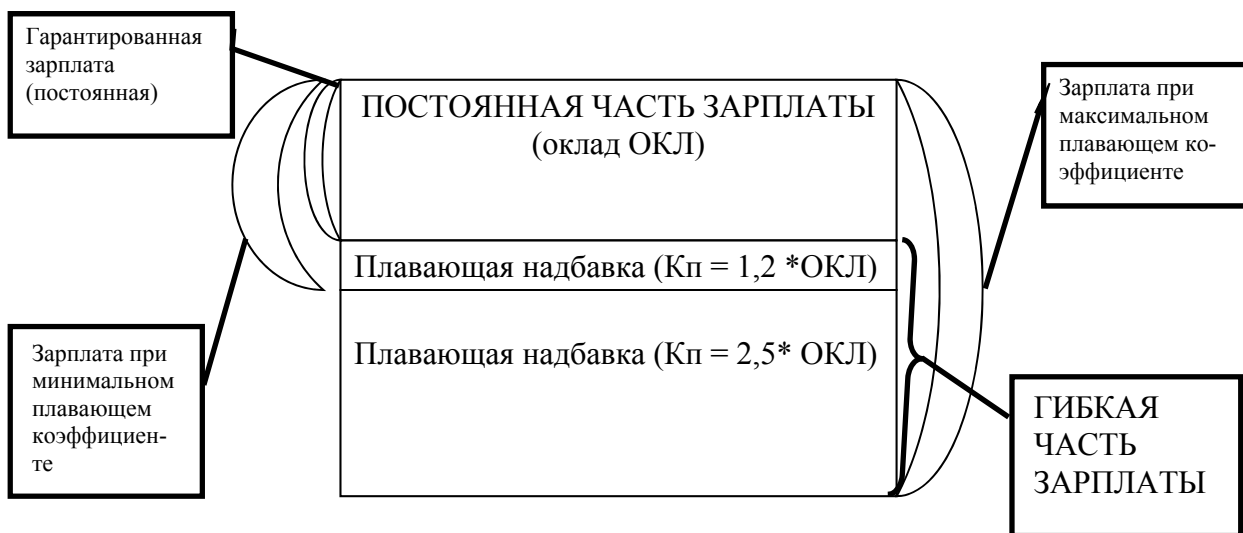 Гарантированная
зарплата
(постоянная)
ПОСТОЯННАЯ ЧАСТЬ ЗАРПЛАТЫ
(оклад ОКЛ)
Зарплата при
максимальном
плавающем ко-
эффициенте
Плавающая надбавка (Кп = 1,2 *ОКЛ)
Плавающая надбавка (Кп = 2,5* ОКЛ)
Зарплата при
минимальном
плавающем
коэффициен-
те
ГИБКАЯ
ЧАСТЬ
ЗАРПЛАТЫ